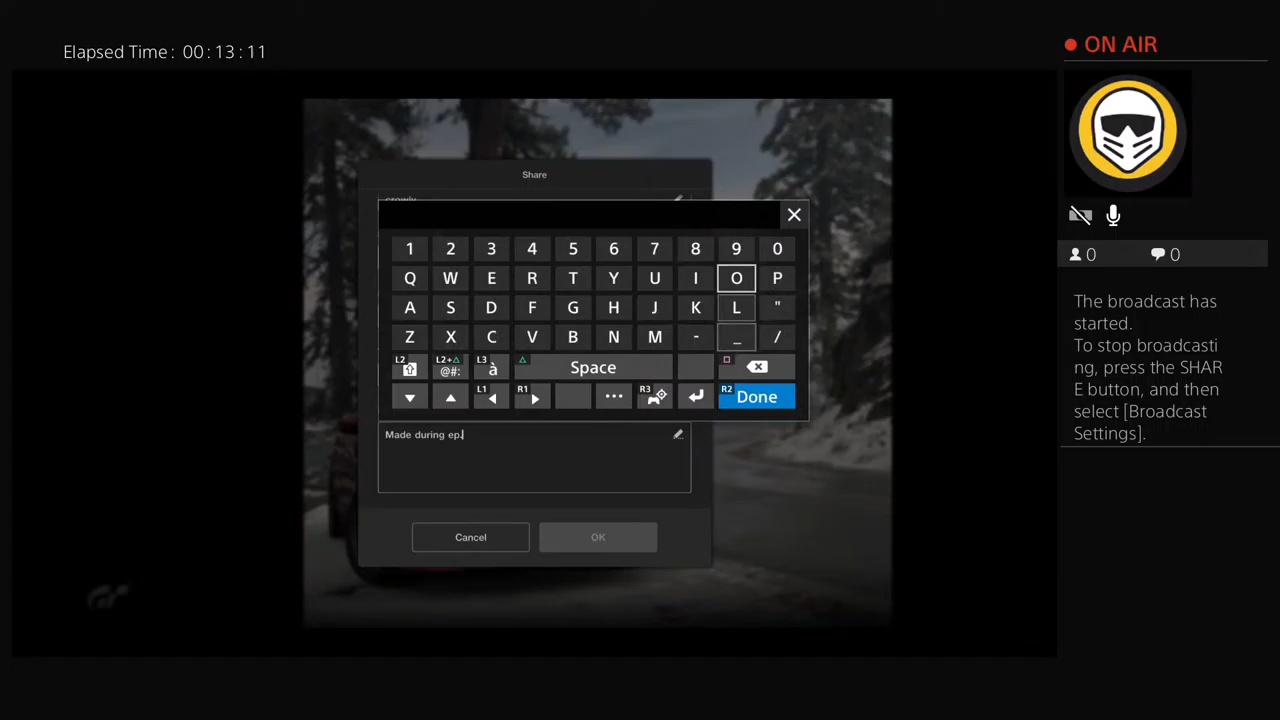 Elapsed Time: 00:13:11
ON AIR
Share
1 2 3 4 5 6 7 8 9 0
Q W E R T Y U I O P
A S D F G H J K L "
Z X C V B N M - _ /
L2 L2+△ @#: L3 à △ Space
L1 R1 ... R3 R2 Done
Made during ep.
Cancel OK
0 0
The broadcast has
started.
To stop broadcasti
ng, press the SHAR
E button, and then
select [Broadcast
Settings].